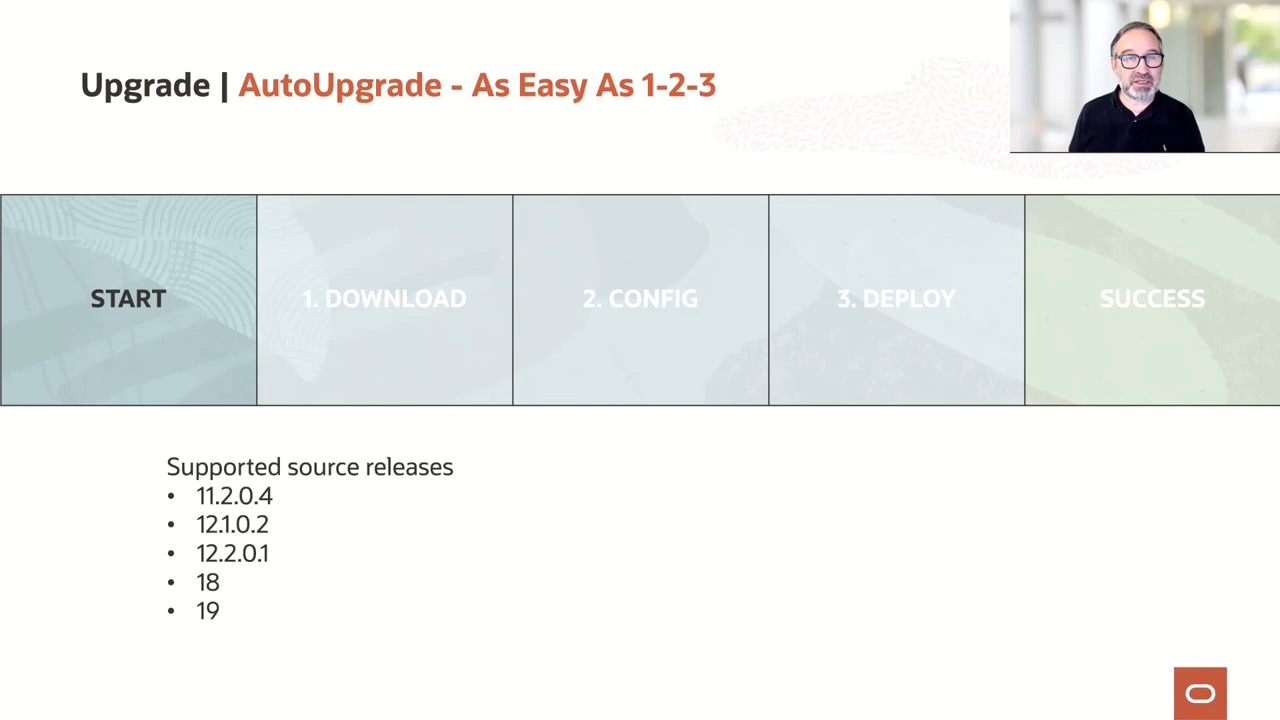 Upgrade | AutoUpgrade - As Easy As 1-2-3
START
1. DOWNLOAD
2. CONFIG
3. DEPLOY
SUCCESS
Supported source releases
• 11.2.0.4
• 12.1.0.2
• 12.2.0.1
• 18
• 19